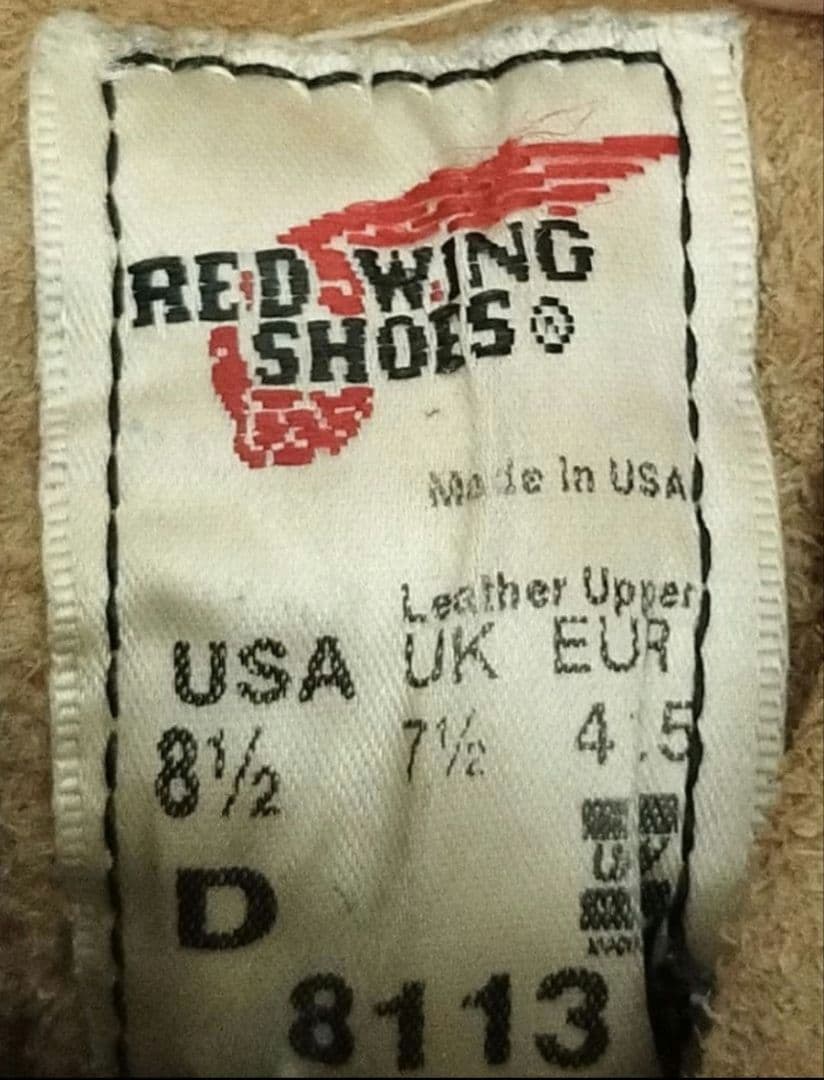 RED WING
SHOES®
Made In USA
Leather Upper
USA UK EUR
8½ 7½
D
8113